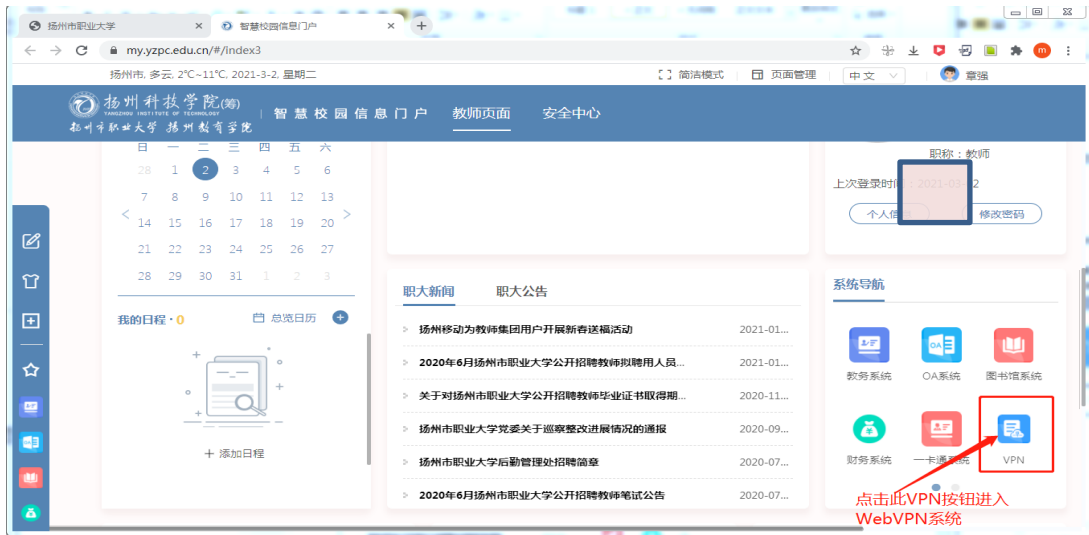 扬州市职业大学
智慧校园信息门户
my.yzpc.edu.cn/#/index3
m
扬州市, 多云, 2℃~11℃, 2021-3-2, 星期二
简洁模式
页面管理
中文
章强
扬州科技学院(筹)
YANGZHOU INSTITUTE OF TECHNOLOGY
扬州市职业大学 扬州教育学院
智慧校园信息门户
教师页面
安全中心
日 一 二 三 四 五 六
28 1 2 3 4 5 6
7 8 9 10 11 12 13
14 15 16 17 18 19 20
21 22 23 24 25 26 27
28 29 30 31 1 2 3
我的日程·0
总览日历
添加日程
职称：教师
上次登录时间：2021-03-02
个人信
修改密码
职大新闻
职大公告
扬州移动为教师集团用户开展新春送福活动 2021-01...
2020年6月扬州市职业大学公开招聘教师拟聘用人员... 2021-01...
关于对扬州市职业大学公开招聘教师毕业证书取得期... 2020-11...
扬州市职业大学党委关于巡察整改进展情况的通报 2020-09...
扬州市职业大学后勤管理处招聘简章 2020-07...
2020年6月扬州市职业大学公开招聘教师笔试公告 2020-07...
系统导航
教务系统
OA
OA系统
图书馆系统
财务系统
一卡通系统
VPN
点击此VPN按钮进入
WebVPN系统